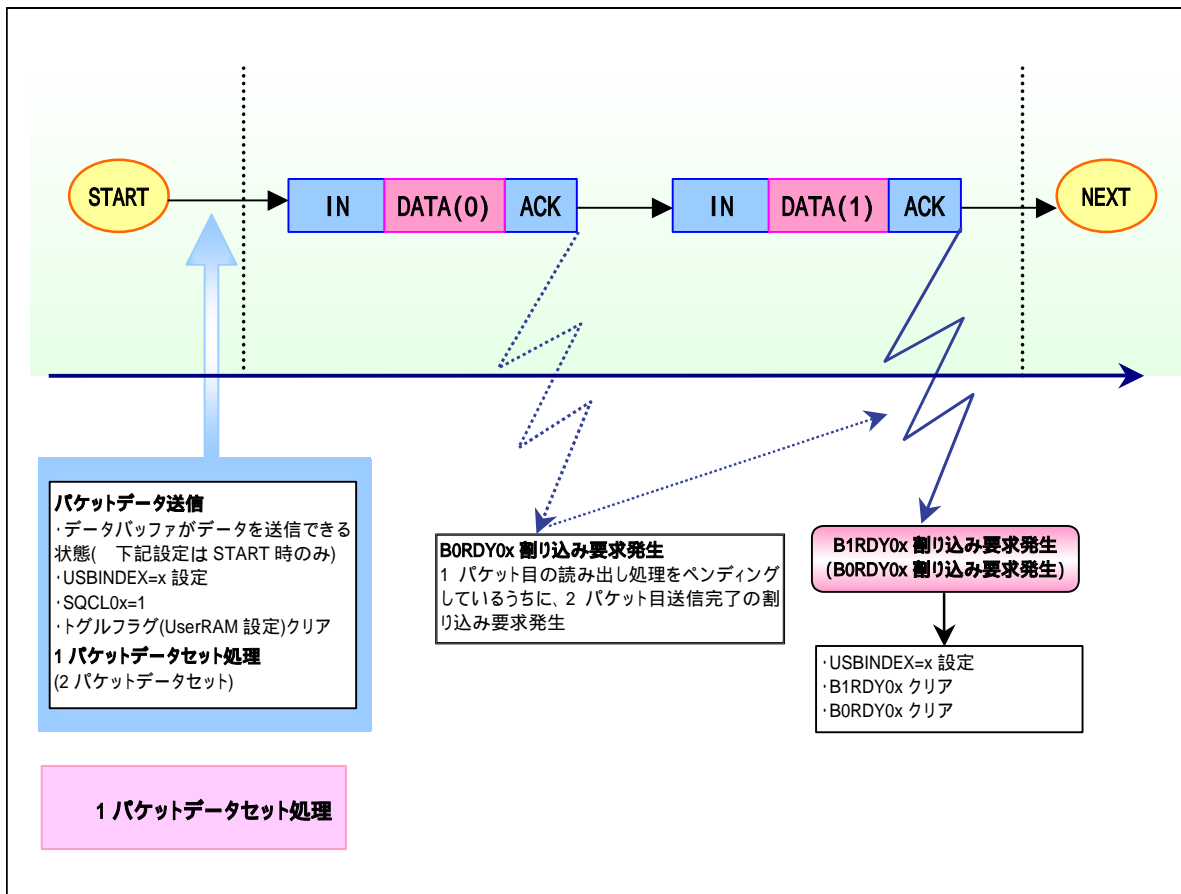 START
IN
DATA(0)
ACK
IN
DATA(1)
ACK
NEXT
パケットデータ送信
･データバッファがデータを送信できる
状態(　下記設定は START 時のみ)
･USBINDEX=x 設定
･SQCL0x=1
･トグルフラグ(UserRAM 設定)クリア
1 パケットデータセット処理
(2 パケットデータセット)
B0RDY0x 割り込み要求発生
1 パケット目の読み出し処理をペンディング
しているうちに、2 パケット目送信完了の割
り込み要求発生
B1RDY0x 割り込み要求発生
(B0RDY0x 割り込み要求発生)
･USBINDEX=x 設定
･B1RDY0x クリア
･B0RDY0x クリア
1 パケットデータセット処理